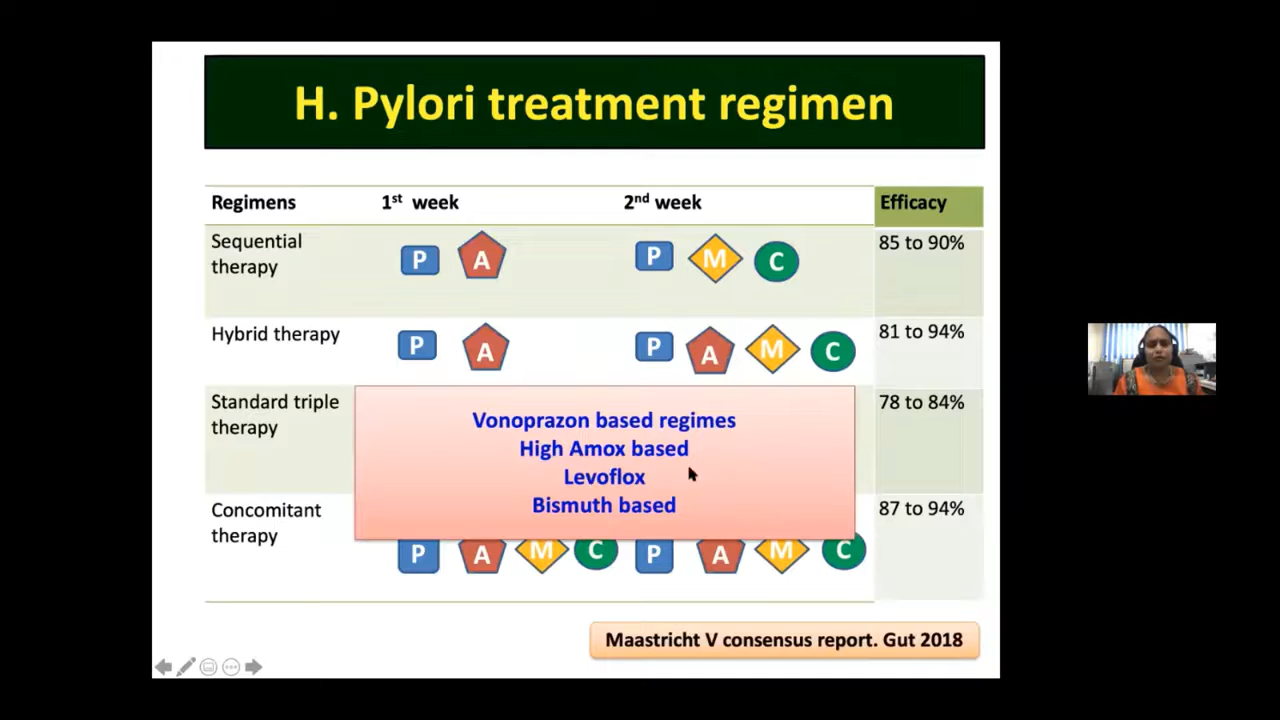 H. Pylori treatment regimen
Regimens 1st week 2nd week Efficacy
Sequential therapy P A P M C 85 to 90%
Hybrid therapy P A P A M C 81 to 94%
Standard triple therapy 78 to 84%
Vonoprazon based regimes
High Amox based
Levoflox
Bismuth based
Concomitant therapy P A M C P A M C 87 to 94%
Maastricht V consensus report. Gut 2018